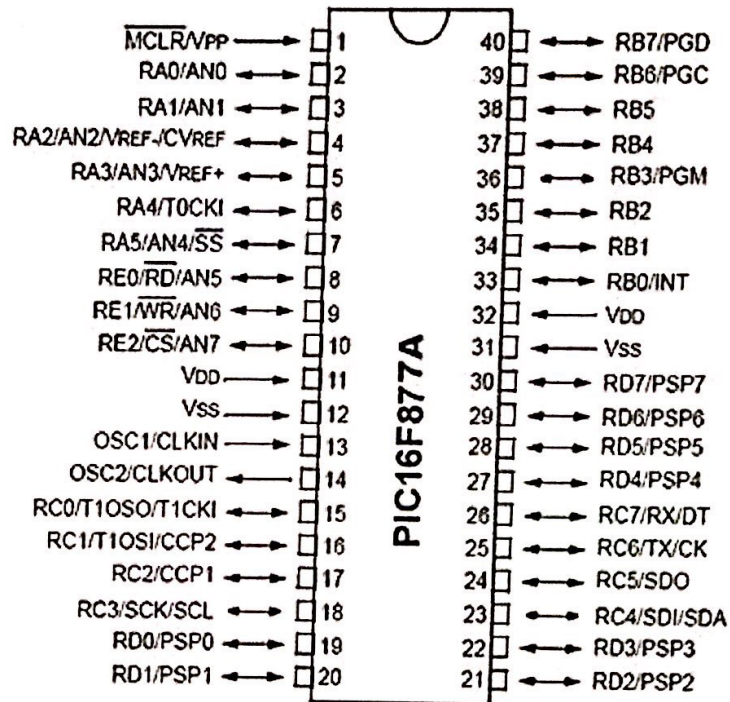 MCLR/VPP 1
RA0/AN0 2
RA1/AN1 3
RA2/AN2/VREF-/CVREF 4
RA3/AN3/VREF+ 5
RA4/T0CKI 6
RA5/AN4/SS 7
RE0/RD/AN5 8
RE1/WR/AN6 9
RE2/CS/AN7 10
VDD 11
VSS 12
OSC1/CLKIN 13
OSC2/CLKOUT 14
RC0/T1OSO/T1CKI 15
RC1/T1OSI/CCP2 16
RC2/CCP1 17
RC3/SCK/SCL 18
RD0/PSP0 19
RD1/PSP1 20
PIC16F877A
40 RB7/PGD
39 RB6/PGC
38 RB5
37 RB4
36 RB3/PGM
35 RB2
34 RB1
33 RB0/INT
32 VDD
31 VSS
30 RD7/PSP7
29 RD6/PSP6
28 RD5/PSP5
27 RD4/PSP4
26 RC7/RX/DT
25 RC6/TX/CK
24 RC5/SDO
23 RC4/SDI/SDA
22 RD3/PSP3
21 RD2/PSP2